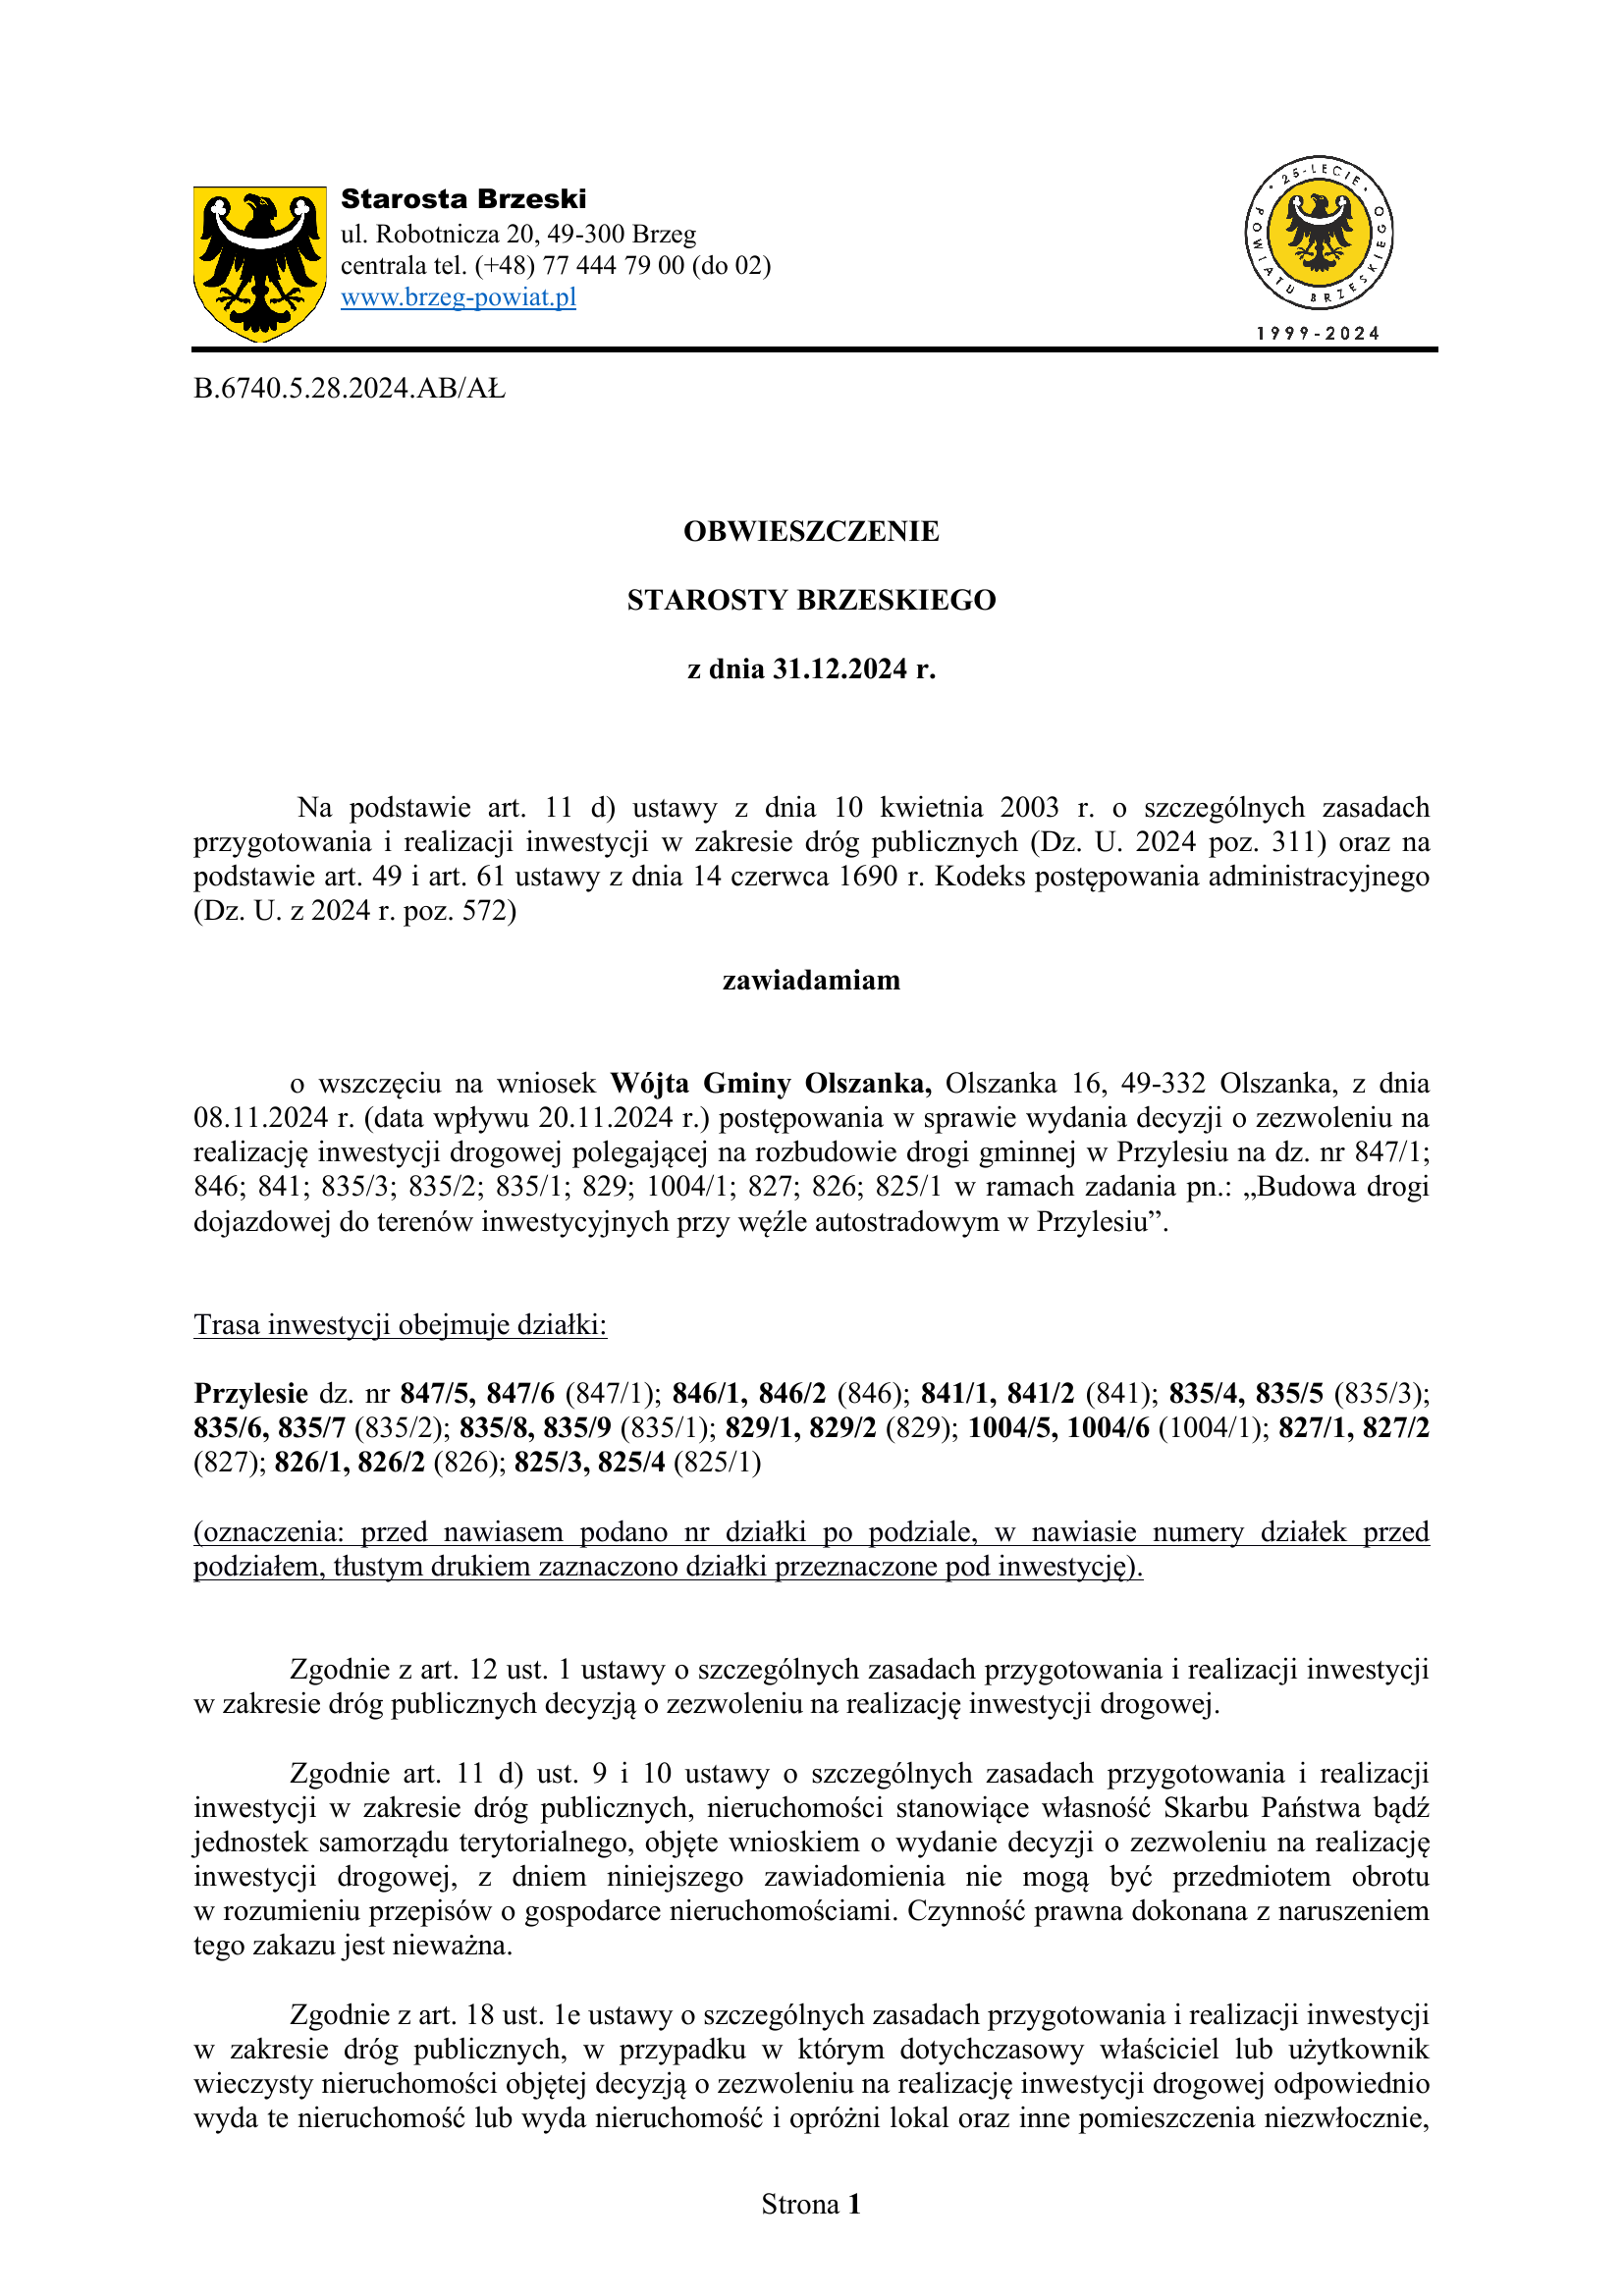 Starosta Brzeski
ul. Robotnicza 20, 49-300 Brzeg
centrala tel. (+48) 77 444 79 00 (do 02)
www.brzeg-powiat.pl
• 25-LECIE •
POWIATU BRZESKIEGO
1999-2024
B.6740.5.28.2024.AB/AŁ
OBWIESZCZENIE
STAROSTY BRZESKIEGO
z dnia 31.12.2024 r.
Na podstawie art. 11 d) ustawy z dnia 10 kwietnia 2003 r. o szczególnych zasadach
przygotowania i realizacji inwestycji w zakresie dróg publicznych (Dz. U. 2024 poz. 311) oraz na
podstawie art. 49 i art. 61 ustawy z dnia 14 czerwca 1690 r. Kodeks postępowania administracyjnego
(Dz. U. z 2024 r. poz. 572)
zawiadamiam
o wszczęciu na wniosek Wójta Gminy Olszanka, Olszanka 16, 49-332 Olszanka, z dnia
08.11.2024 r. (data wpływu 20.11.2024 r.) postępowania w sprawie wydania decyzji o zezwoleniu na
realizację inwestycji drogowej polegającej na rozbudowie drogi gminnej w Przylesiu na dz. nr 847/1;
846; 841; 835/3; 835/2; 835/1; 829; 1004/1; 827; 826; 825/1 w ramach zadania pn.: „Budowa drogi
dojazdowej do terenów inwestycyjnych przy węźle autostradowym w Przylesiu”.
Trasa inwestycji obejmuje działki:
Przylesie dz. nr 847/5, 847/6 (847/1); 846/1, 846/2 (846); 841/1, 841/2 (841); 835/4, 835/5 (835/3);
835/6, 835/7 (835/2); 835/8, 835/9 (835/1); 829/1, 829/2 (829); 1004/5, 1004/6 (1004/1); 827/1, 827/2
(827); 826/1, 826/2 (826); 825/3, 825/4 (825/1)
(oznaczenia: przed nawiasem podano nr działki po podziale, w nawiasie numery działek przed
podziałem, tłustym drukiem zaznaczono działki przeznaczone pod inwestycję).
Zgodnie z art. 12 ust. 1 ustawy o szczególnych zasadach przygotowania i realizacji inwestycji
w zakresie dróg publicznych decyzją o zezwoleniu na realizację inwestycji drogowej.
Zgodnie art. 11 d) ust. 9 i 10 ustawy o szczególnych zasadach przygotowania i realizacji
inwestycji w zakresie dróg publicznych, nieruchomości stanowiące własność Skarbu Państwa bądź
jednostek samorządu terytorialnego, objęte wnioskiem o wydanie decyzji o zezwoleniu na realizację
inwestycji drogowej, z dniem niniejszego zawiadomienia nie mogą być przedmiotem obrotu
w rozumieniu przepisów o gospodarce nieruchomościami. Czynność prawna dokonana z naruszeniem
tego zakazu jest nieważna.
Zgodnie z art. 18 ust. 1e ustawy o szczególnych zasadach przygotowania i realizacji inwestycji
w zakresie dróg publicznych, w przypadku w którym dotychczasowy właściciel lub użytkownik
wieczysty nieruchomości objętej decyzją o zezwoleniu na realizację inwestycji drogowej odpowiednio
wyda te nieruchomość lub wyda nieruchomość i opróżni lokal oraz inne pomieszczenia niezwłocznie,
Strona 1